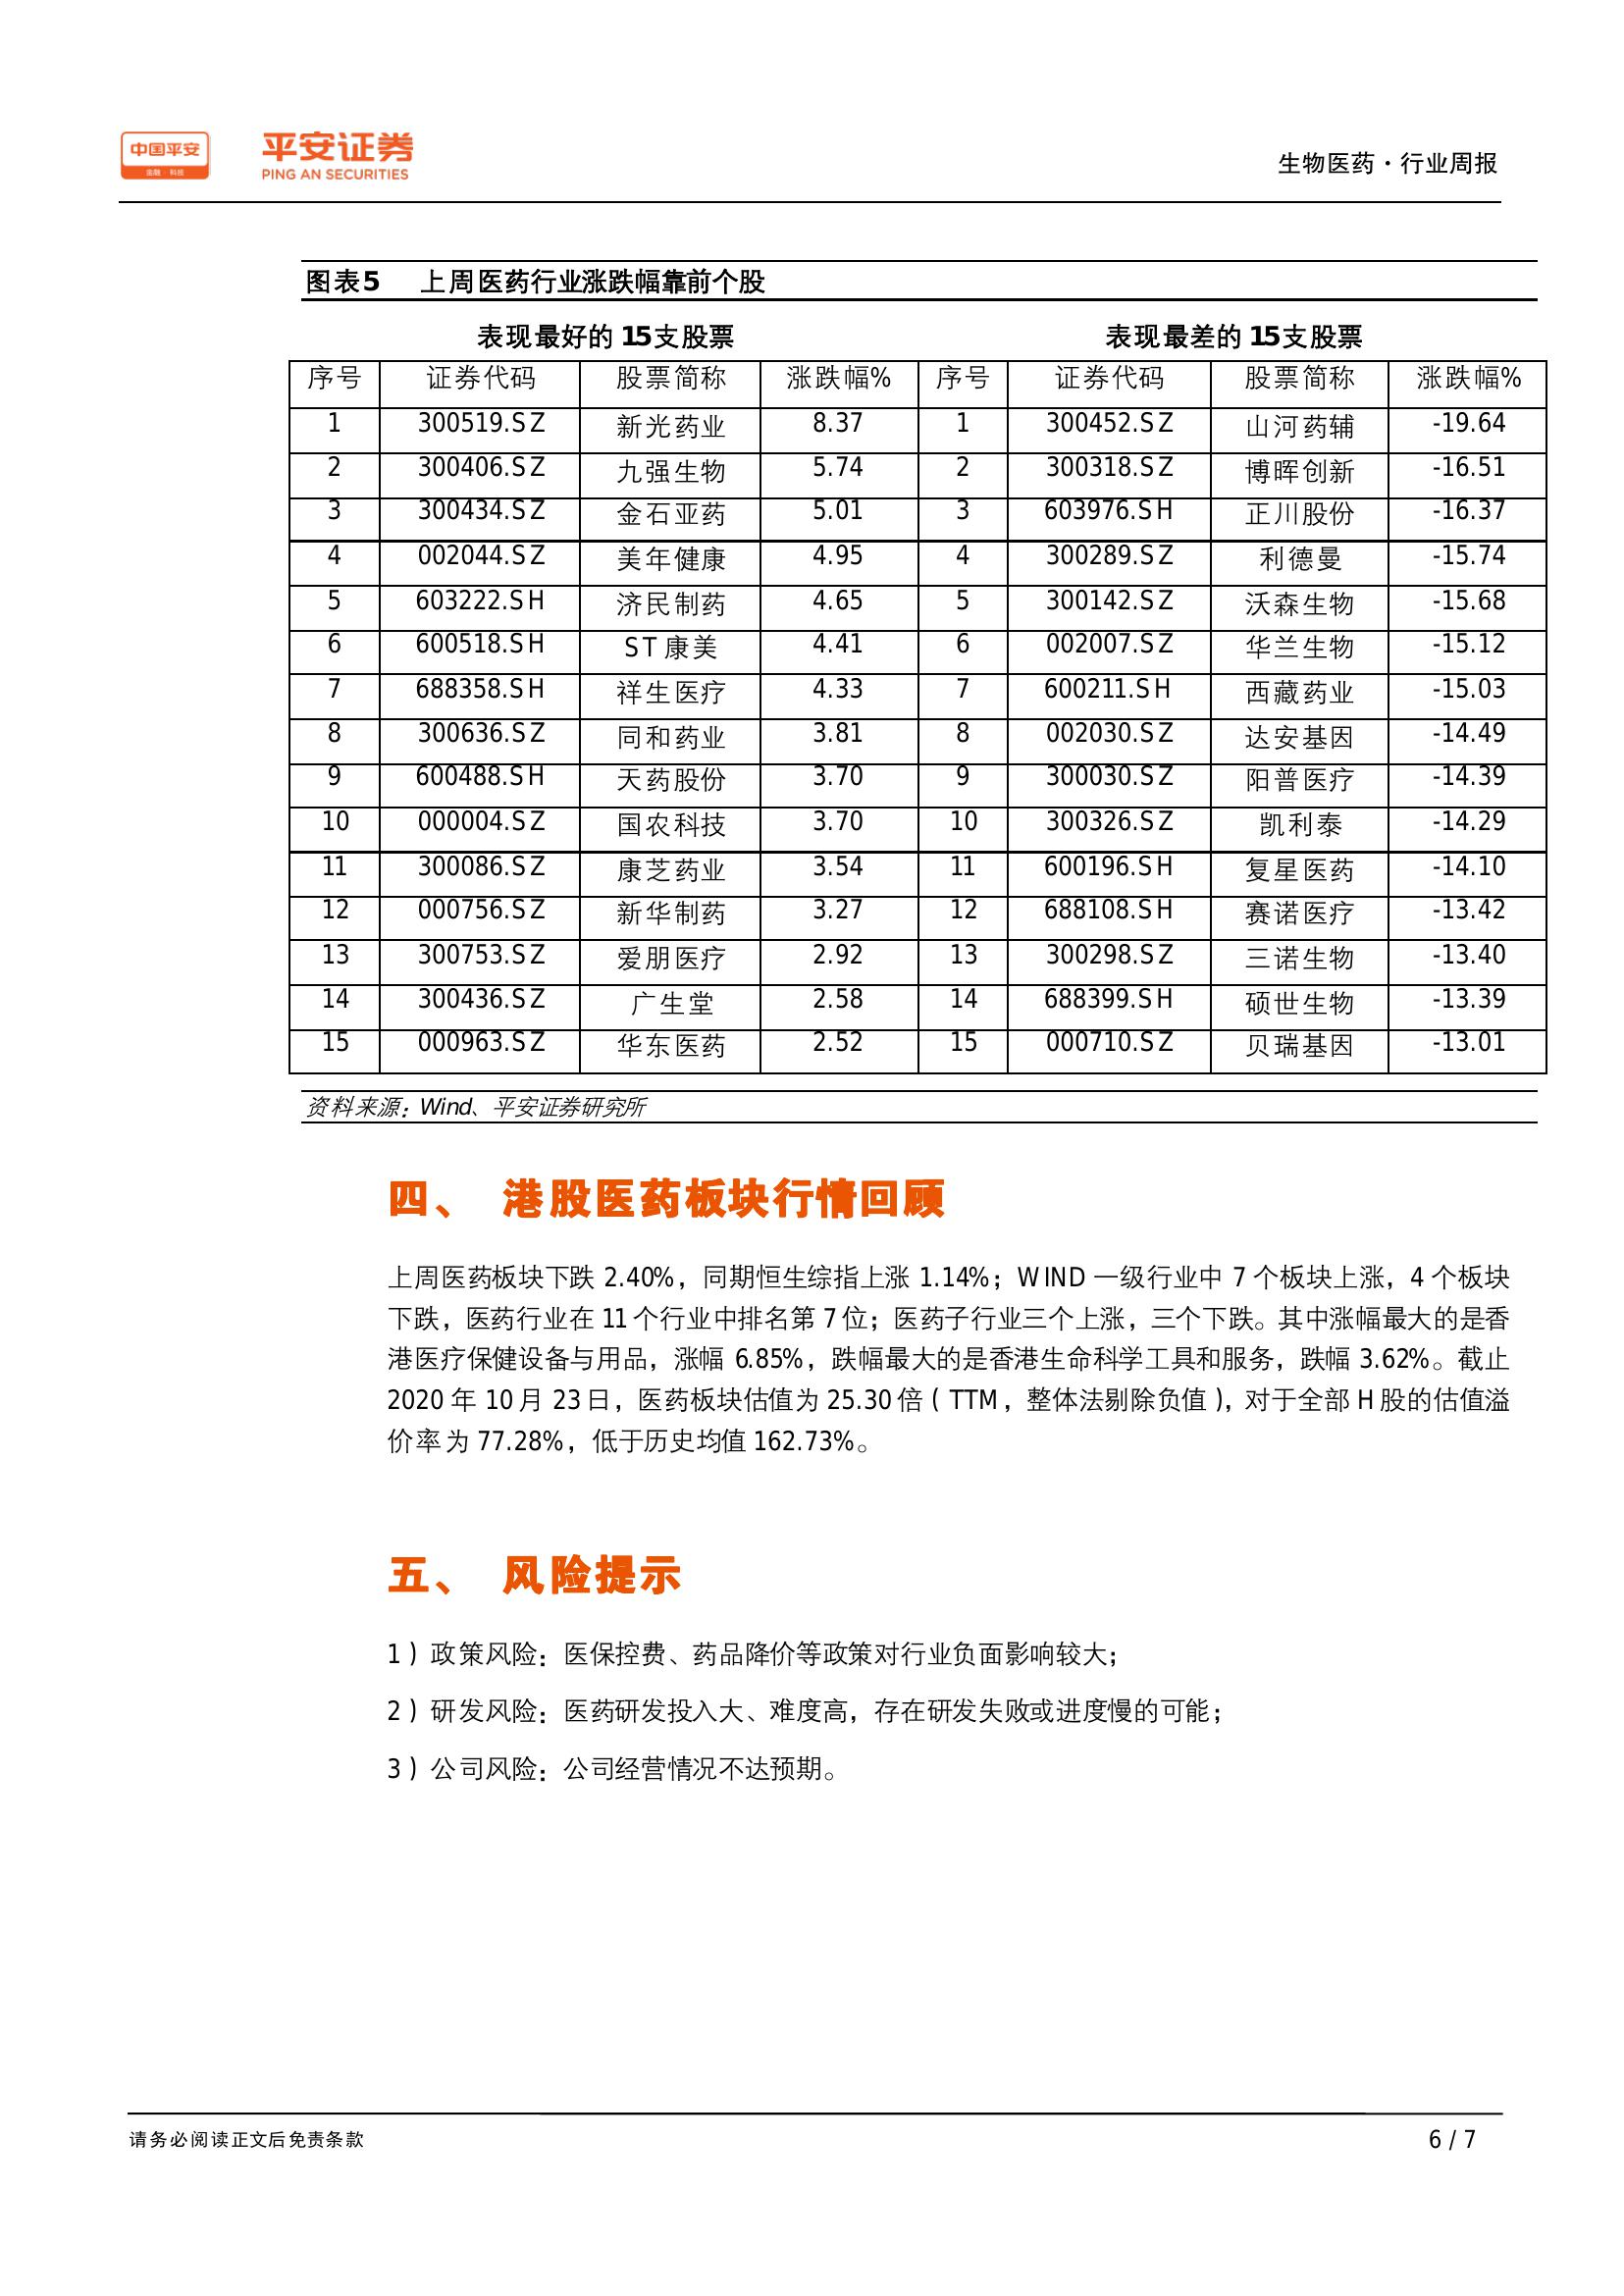 中国平安
金融·科技
平安证券
PING AN SECURITIES
生物医药·行业周报
图表5 上周医药行业涨跌幅靠前个股
表现最好的 15支股票 表现最差的 15支股票
序号 证券代码 股票简称 涨跌幅% 序号 证券代码 股票简称 涨跌幅%
1 300519.SZ 新光药业 8.37 1 300452.SZ 山河药辅 -19.64
2 300406.SZ 九强生物 5.74 2 300318.SZ 博晖创新 -16.51
3 300434.SZ 金石亚药 5.01 3 603976.SH 正川股份 -16.37
4 002044.SZ 美年健康 4.95 4 300289.SZ 利德曼 -15.74
5 603222.SH 济民制药 4.65 5 300142.SZ 沃森生物 -15.68
6 600518.SH ST康美 4.41 6 002007.SZ 华兰生物 -15.12
7 688358.SH 祥生医疗 4.33 7 600211.SH 西藏药业 -15.03
8 300636.SZ 同和药业 3.81 8 002030.SZ 达安基因 -14.49
9 600488.SH 天药股份 3.70 9 300030.SZ 阳普医疗 -14.39
10 000004.SZ 国农科技 3.70 10 300326.SZ 凯利泰 -14.29
11 300086.SZ 康芝药业 3.54 11 600196.SH 复星医药 -14.10
12 000756.SZ 新华制药 3.27 12 688108.SH 赛诺医疗 -13.42
13 300753.SZ 爱朋医疗 2.92 13 300298.SZ 三诺生物 -13.40
14 300436.SZ 广生堂 2.58 14 688399.SH 硕世生物 -13.39
15 000963.SZ 华东医药 2.52 15 000710.SZ 贝瑞基因 -13.01
资料来源：Wind、平安证券研究所
四、 港股医药板块行情回顾
上周医药板块下跌 2.40%，同期恒生综指上涨 1.14%；WIND 一级行业中 7 个板块上涨，4 个板块
下跌，医药行业在 11 个行业中排名第 7 位；医药子行业三个上涨，三个下跌。其中涨幅最大的是香
港医疗保健设备与用品，涨幅 6.85%，跌幅最大的是香港生命科学工具和服务，跌幅 3.62%。截止
2020 年 10 月 23 日，医药板块估值为 25.30 倍（TTM，整体法剔除负值），对于全部 H 股的估值溢
价率为 77.28%，低于历史均值 162.73%。
五、 风险提示
1）政策风险：医保控费、药品降价等政策对行业负面影响较大；
2）研发风险：医药研发投入大、难度高，存在研发失败或进度慢的可能；
3）公司风险：公司经营情况不达预期。
请务必阅读正文后免责条款
6 / 7